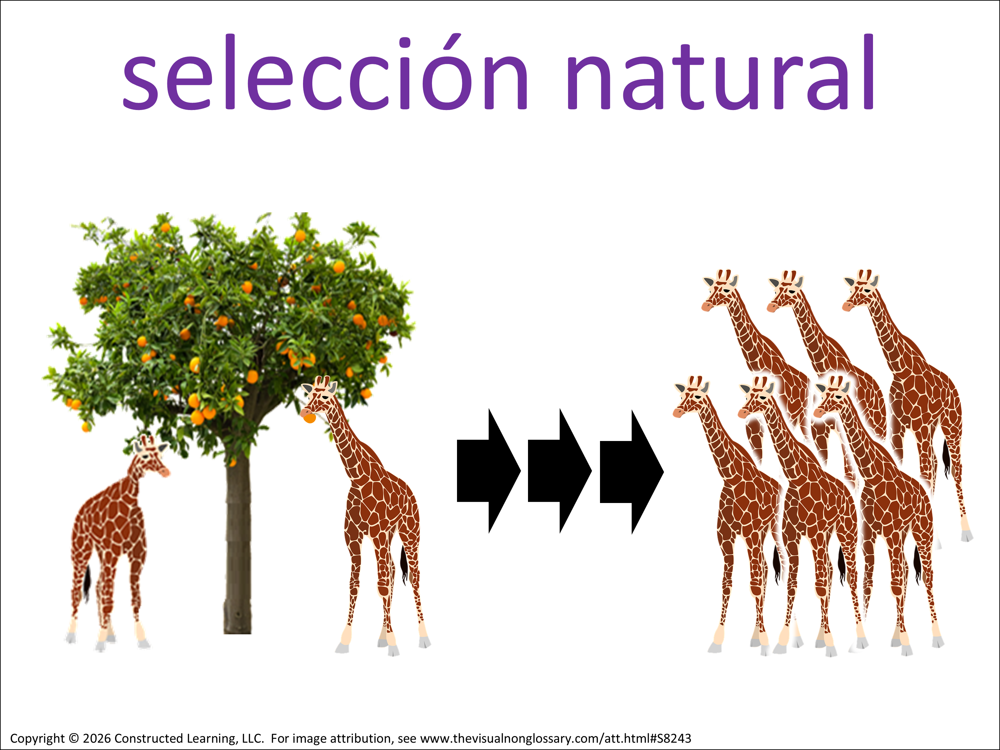 selección natural
Copyright © 2026 Constructed Learning, LLC.  For image attribution, see www.thevisualnonglossary.com/att.html#S8243